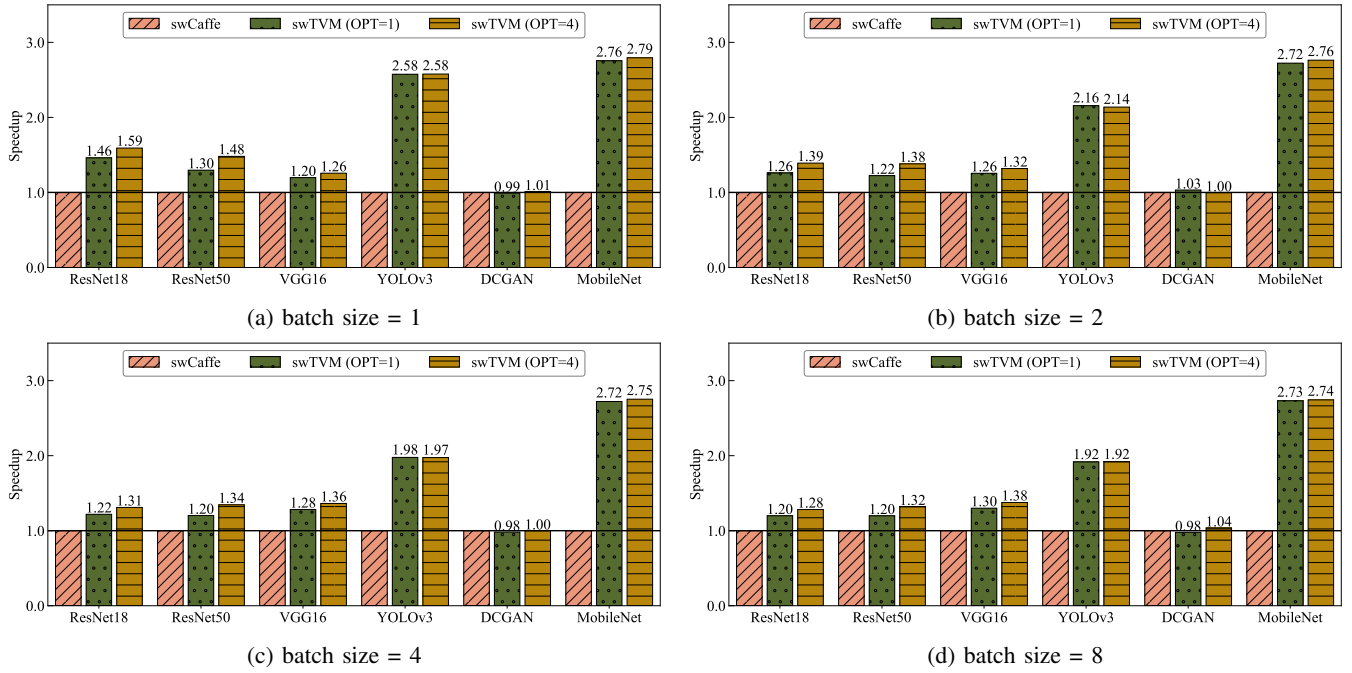 swCaffe swTVM (OPT=1) swTVM (OPT=4)
3.0
2.0
1.0
0.0
Speedup
1.46 1.59 1.30 1.48 1.20 1.26 2.58 2.58 0.99 1.01 2.76 2.79
ResNet18 ResNet50 VGG16 YOLOv3 DCGAN MobileNet
(a) batch size = 1
swCaffe swTVM (OPT=1) swTVM (OPT=4)
3.0
2.0
1.0
0.0
Speedup
1.26 1.39 1.22 1.38 1.26 1.32 2.16 2.14 1.03 1.00 2.72 2.76
ResNet18 ResNet50 VGG16 YOLOv3 DCGAN MobileNet
(b) batch size = 2
swCaffe swTVM (OPT=1) swTVM (OPT=4)
3.0
2.0
1.0
0.0
Speedup
1.22 1.31 1.20 1.34 1.28 1.36 1.98 1.97 0.98 1.00 2.72 2.75
ResNet18 ResNet50 VGG16 YOLOv3 DCGAN MobileNet
(c) batch size = 4
swCaffe swTVM (OPT=1) swTVM (OPT=4)
3.0
2.0
1.0
0.0
Speedup
1.20 1.28 1.20 1.32 1.30 1.38 1.92 1.92 0.98 1.04 2.73 2.74
ResNet18 ResNet50 VGG16 YOLOv3 DCGAN MobileNet
(d) batch size = 8